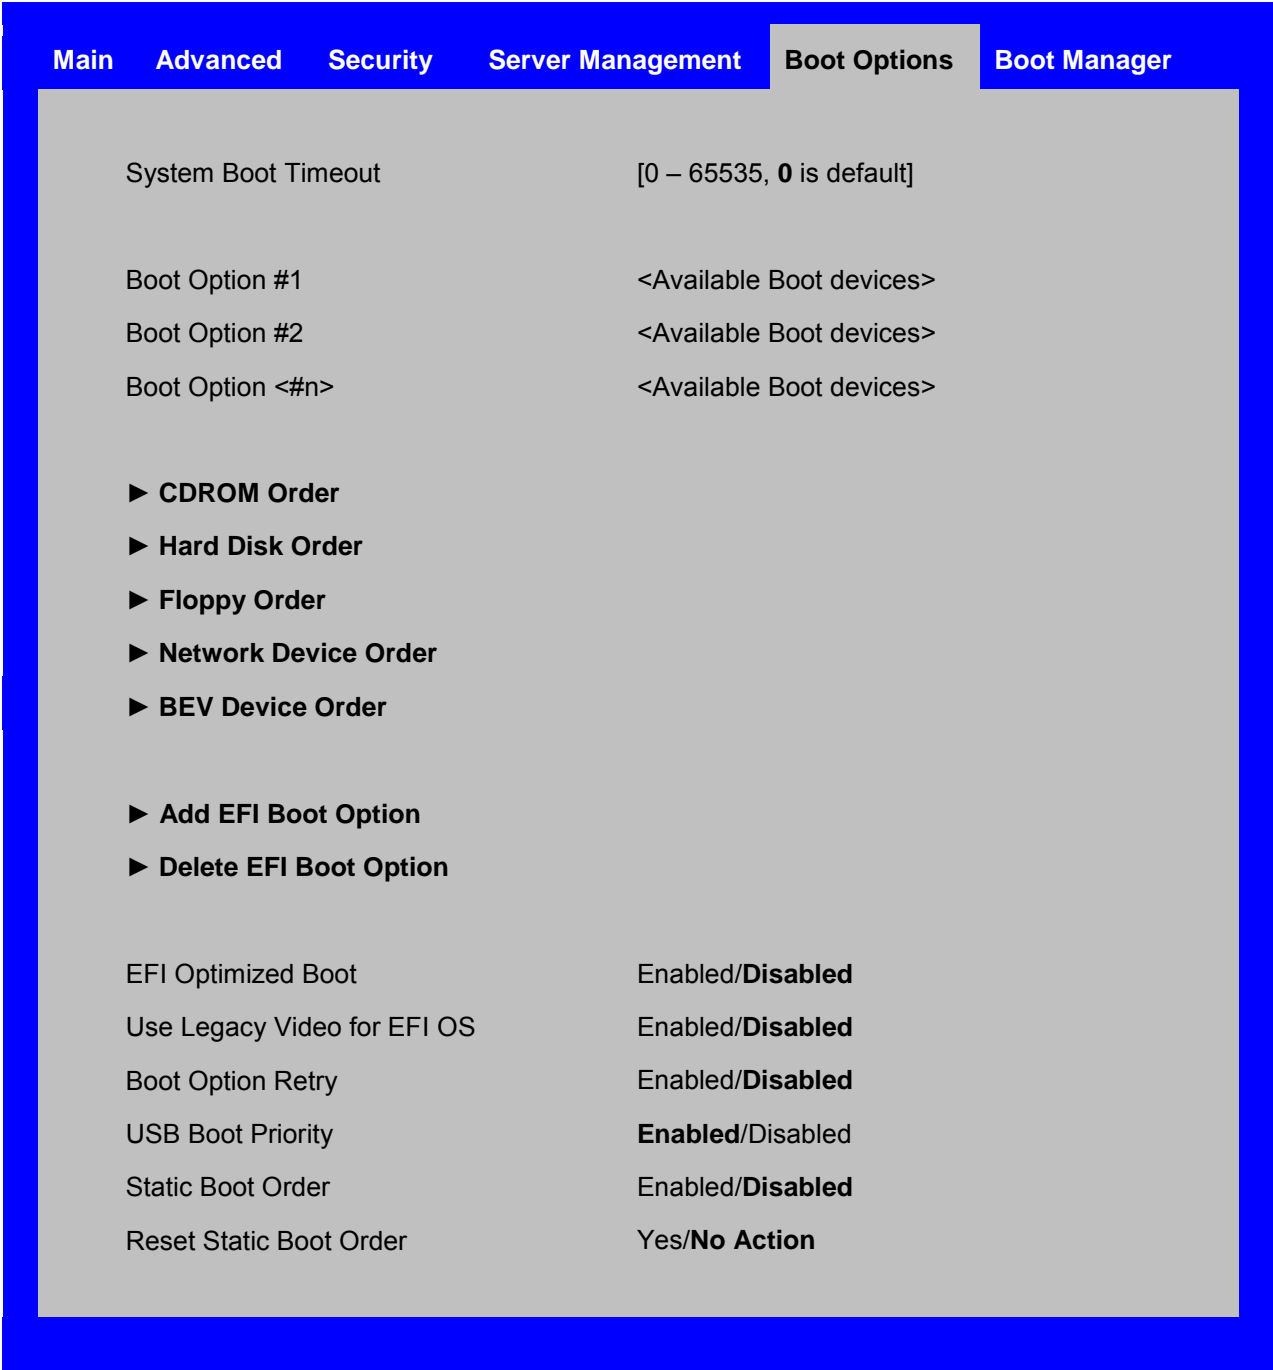 Main Advanced Security Server Management Boot Options Boot Manager
System Boot Timeout [0 – 65535, 0 is default]
Boot Option #1 <Available Boot devices>
Boot Option #2 <Available Boot devices>
Boot Option <#n> <Available Boot devices>
► CDROM Order
► Hard Disk Order
► Floppy Order
► Network Device Order
► BEV Device Order
► Add EFI Boot Option
► Delete EFI Boot Option
EFI Optimized Boot Enabled/Disabled
Use Legacy Video for EFI OS Enabled/Disabled
Boot Option Retry Enabled/Disabled
USB Boot Priority Enabled/Disabled
Static Boot Order Enabled/Disabled
Reset Static Boot Order Yes/No Action